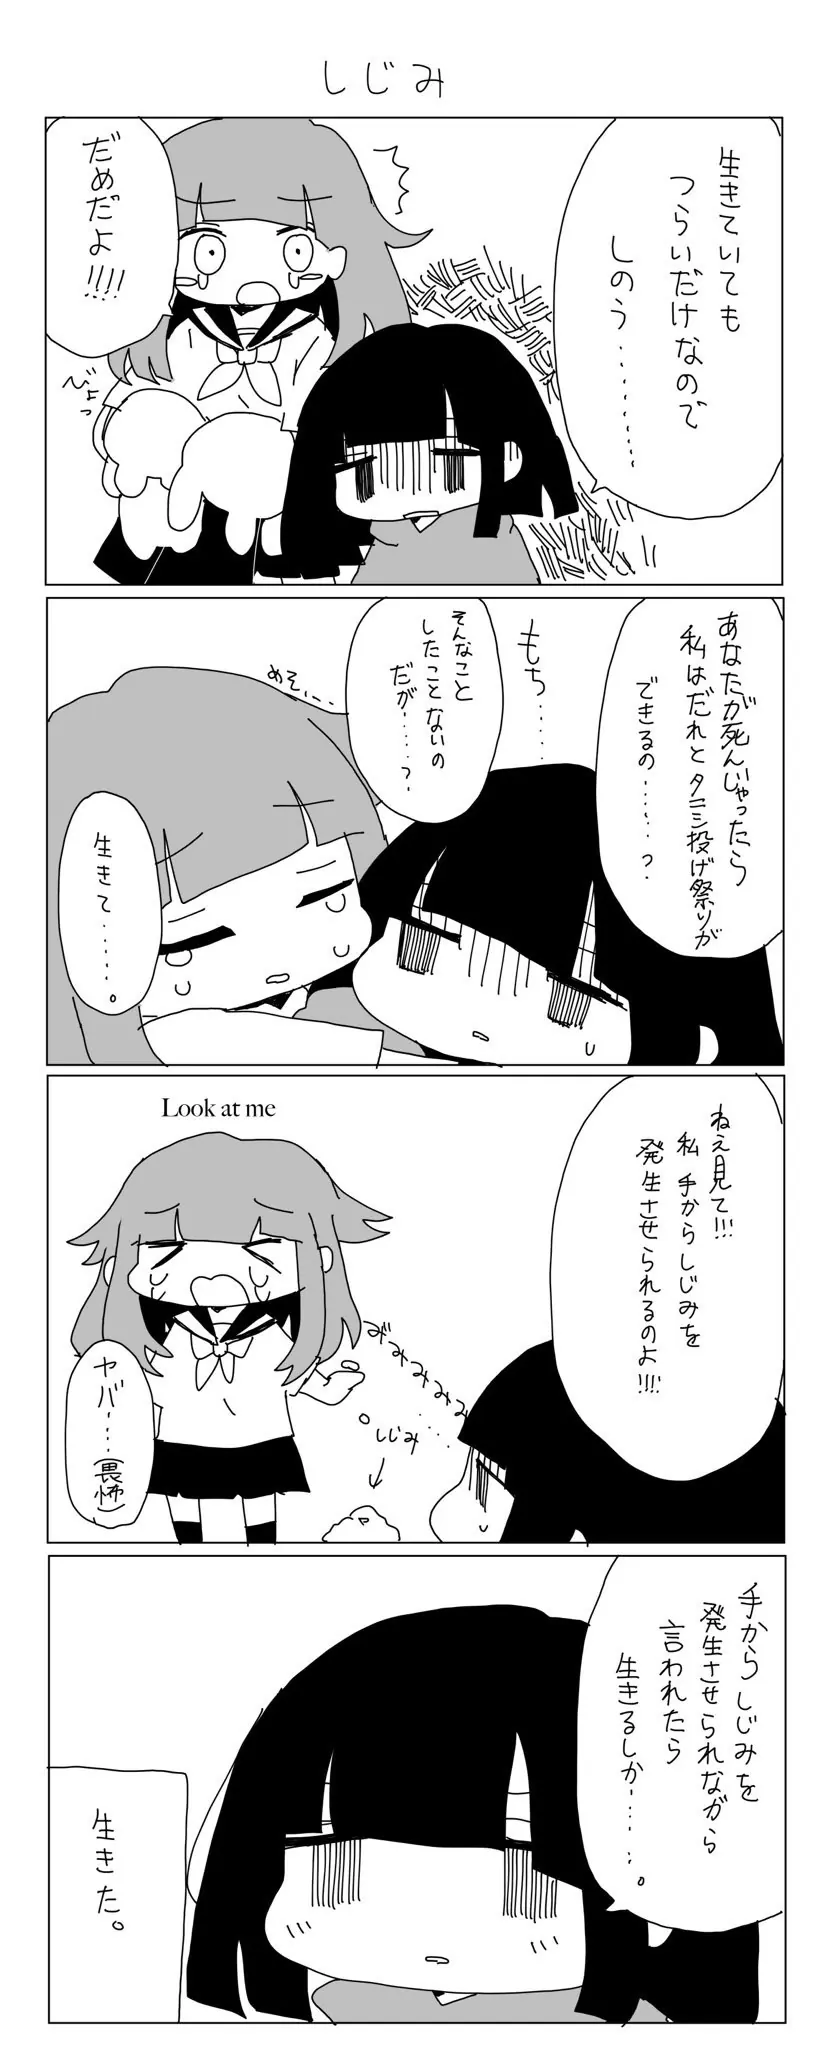 しじみ
生きていても
つらいだけなので
しのう………
だめだよ
!!!!
びょっ
あなたが死んじゃったら
私はだれとタニシ投げ祭りが
できるの……?
もち……
そんなこと
したことないの
だが……?
めそ…
生きて……。
ねえ見て!!!
私 手からしじみを
発生させられるのよ!!!!
Look at me
みみみみみ…
しじみ
ヤバ…(畏怖)
手からしじみを
発生させられながら
言われたら
生きるしか……。
生きた。